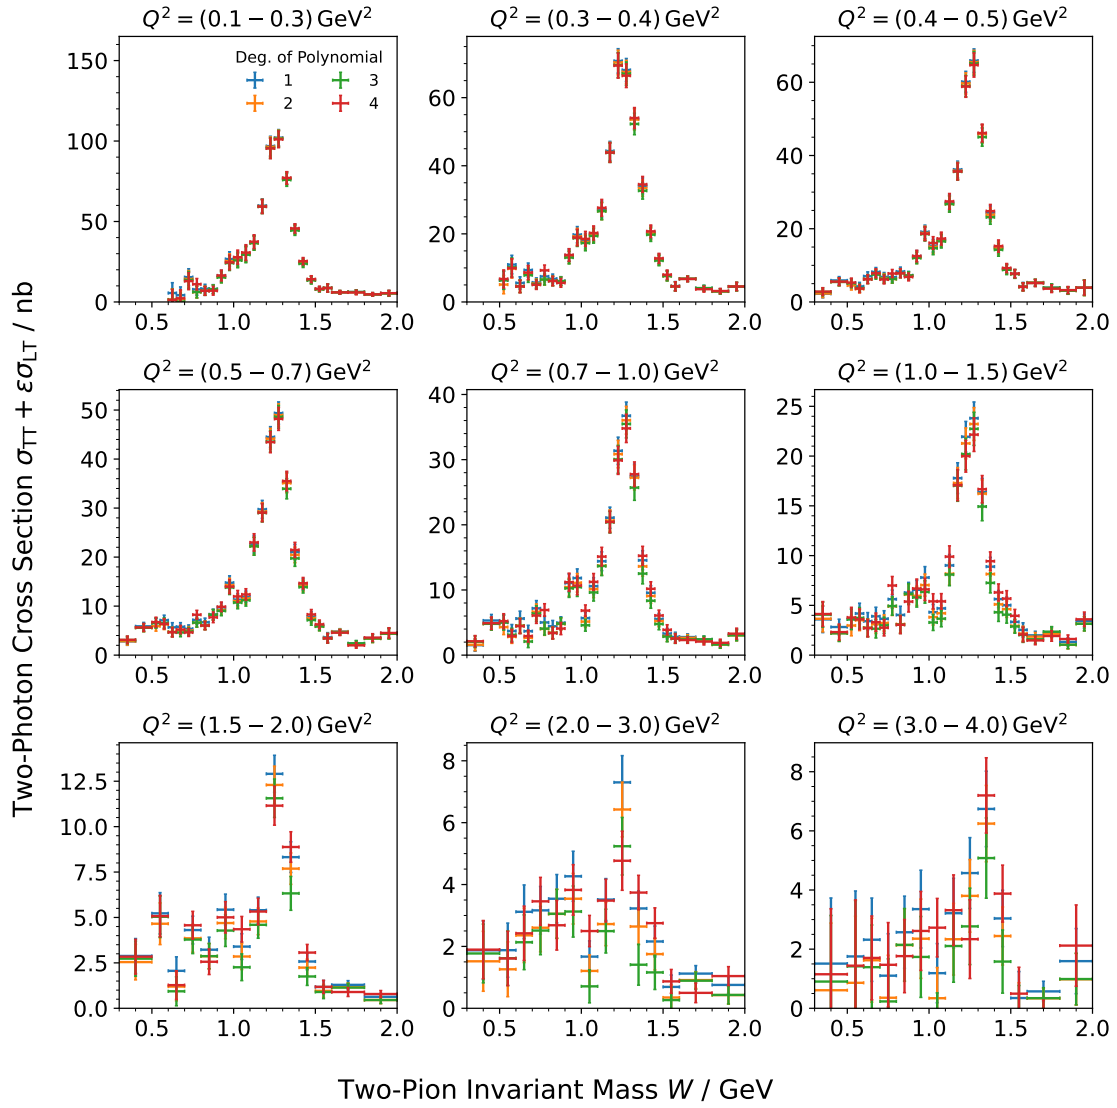 Q² = (0.1 − 0.3) GeV²
Q² = (0.3 − 0.4) GeV²
Q² = (0.4 − 0.5) GeV²
Deg. of Polynomial
1 3
2 4
150
100
50
0
0.5 1.0 1.5 2.0
60
40
20
0
0.5 1.0 1.5 2.0
60
40
20
0
0.5 1.0 1.5 2.0
Two-Photon Cross Section σTT + εσLT / nb
Q² = (0.5 − 0.7) GeV²
Q² = (0.7 − 1.0) GeV²
Q² = (1.0 − 1.5) GeV²
50
40
30
20
10
0
0.5 1.0 1.5 2.0
40
30
20
10
0
0.5 1.0 1.5 2.0
25
20
15
10
5
0
0.5 1.0 1.5 2.0
Q² = (1.5 − 2.0) GeV²
Q² = (2.0 − 3.0) GeV²
Q² = (3.0 − 4.0) GeV²
12.5
10.0
7.5
5.0
2.5
0.0
0.5 1.0 1.5 2.0
8
6
4
2
0
0.5 1.0 1.5 2.0
8
6
4
2
0
0.5 1.0 1.5 2.0
Two-Pion Invariant Mass W / GeV